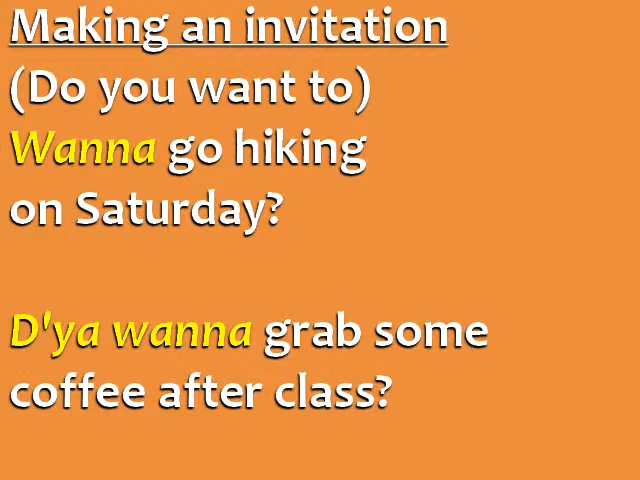 Making an invitation
(Do you want to)
Wanna go hiking
on Saturday?
D'ya wanna grab some
coffee after class?